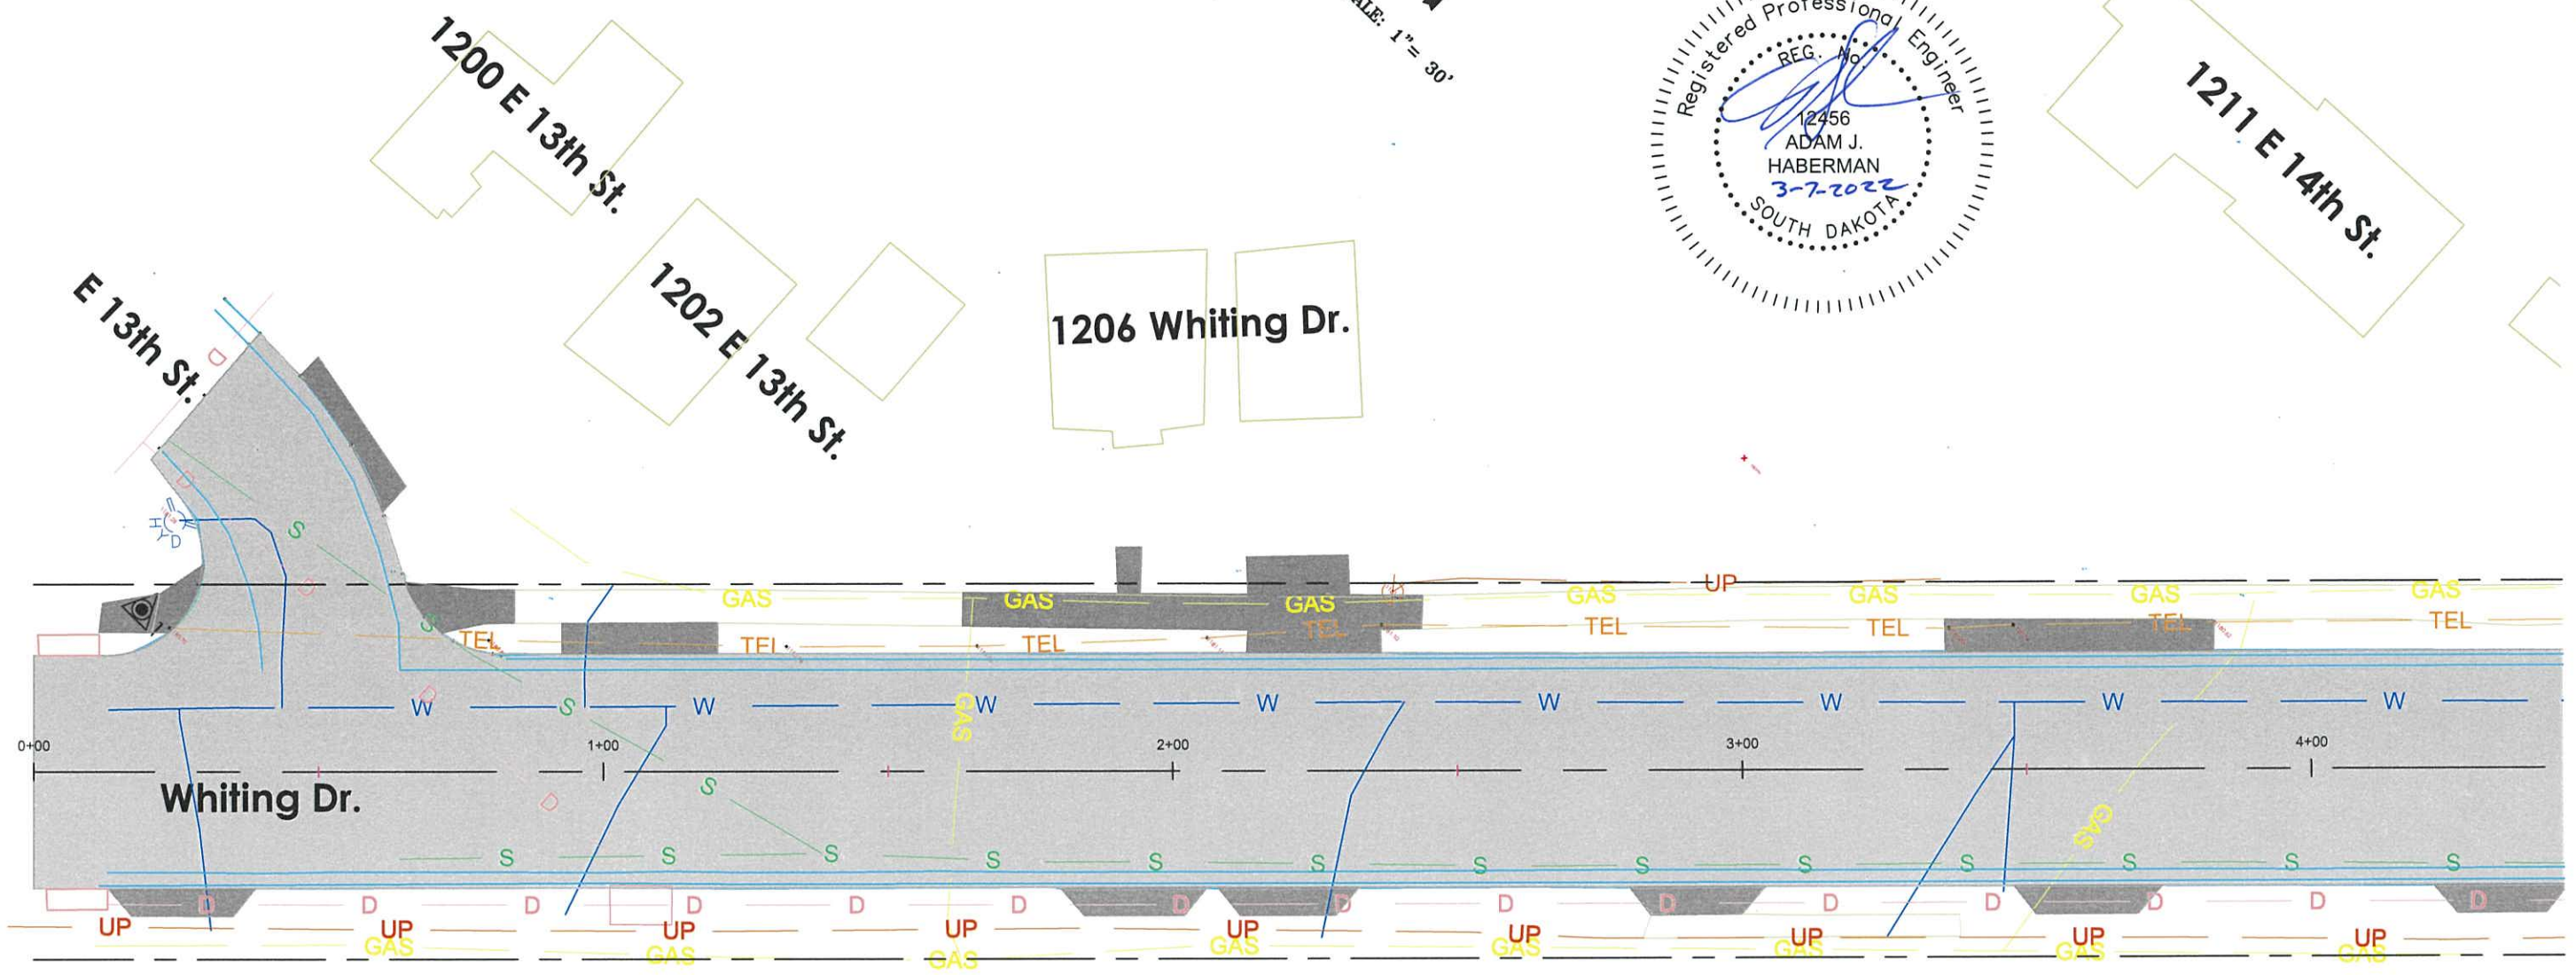 ALE: 1"= 30'
Registered Professional Engineer
REG. No.
12456
ADAM J.
HABERMAN
3-7-2022
SOUTH DAKOTA
1200 E 13th St.
1202 E 13th St.
1206 Whiting Dr.
1211 E 14th St.
E 13th St.
D
D
S
HYD
D
UP
GAS GAS GAS GAS GAS GAS GAS
S
TEL TEL TEL TEL TEL TEL TEL TEL
1"
D
W S W W W W W W W
GAS
0+00 1+00 2+00 3+00 4+00
Whiting Dr.
D
S
GAS
S S S S S S S S S S S S S
D D D D D D D D D D D D D D D
UP UP UP UP UP UP UP UP UP
GAS GAS GAS GAS GAS GAS GAS GAS